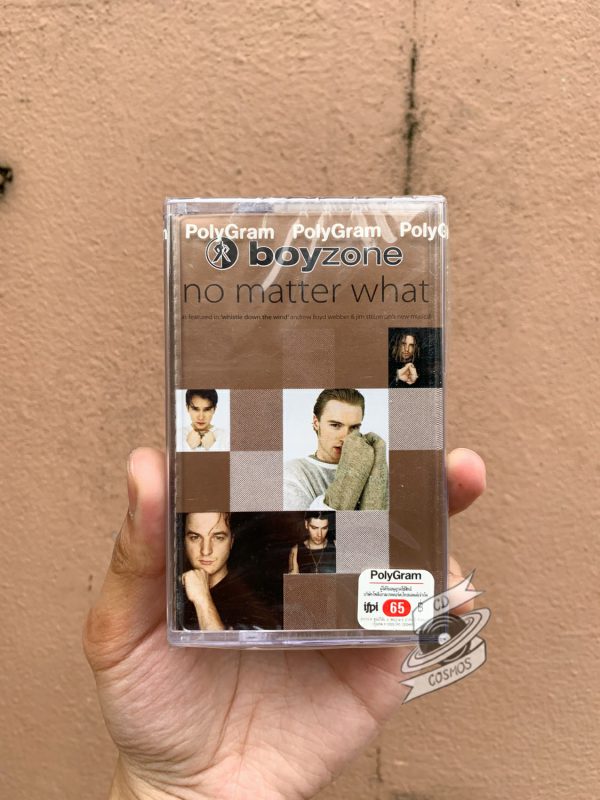 PolyGram PolyGram PolyG
boyzone
no matter what
as featured in 'whistle down the wind' andrew lloyd webber & jim steinman's new musical
PolyGram
ifpi 65 ฿
CD
COSMOS